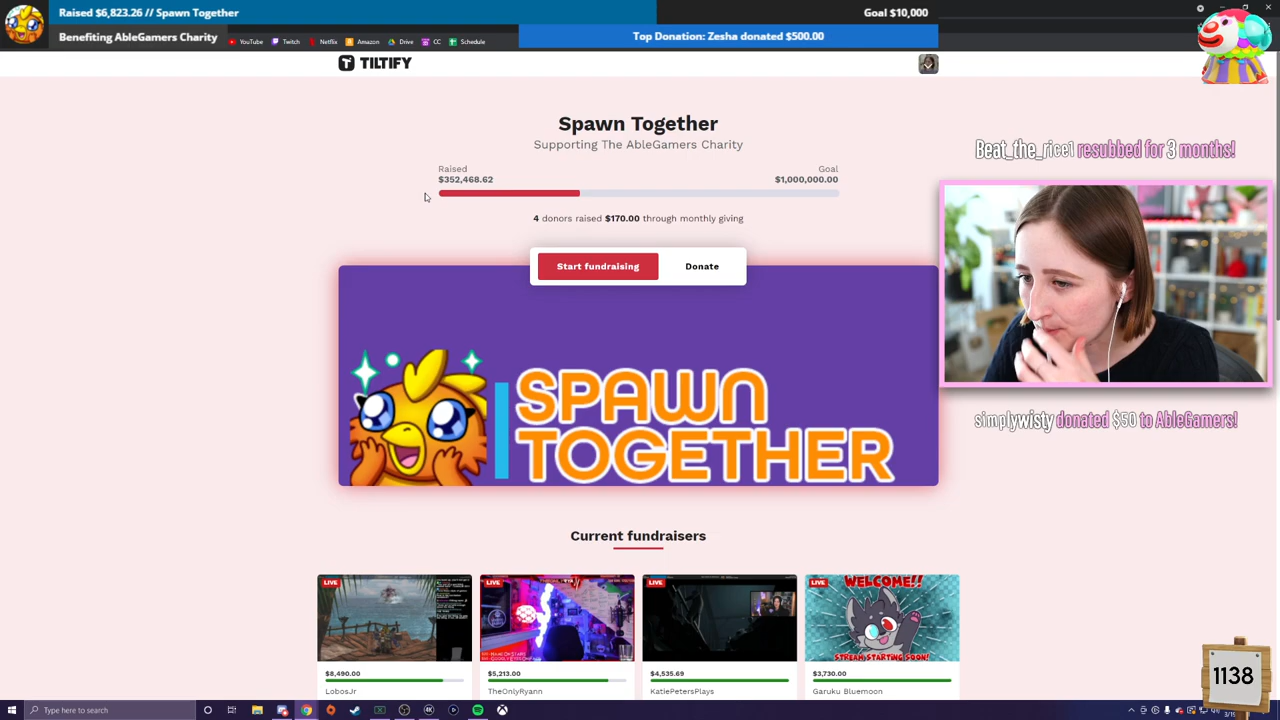 Raised $6,823.26 // Spawn Together
Goal $10,000
Benefiting AbleGamers Charity
YouTube
Twitch
Netflix
Amazon
Drive
CC
Schedule
Top Donation: Zesha donated $500.00
TILTIFY
Spawn Together
Supporting The AbleGamers Charity
Raised
Goal
$352,468.62
$1,000,000.00
4 donors raised $170.00 through monthly giving
Start fundraising
Donate
SPAWN
TOGETHER
Beat_the_rice1 resubbed for 3 months!
simplywisty donated $50 to AbleGamers!
Current fundraisers
LIVE
LIVE
LIVE
LIVE
WELCOME!!
STREAM STARTING SOON!
$8,490.00
$5,213.00
$4,535.69
$3,730.00
LobosJr
TheOnlyRyann
KatiePetersPlays
Garuku Bluemoon
1138
Type here to search
4K